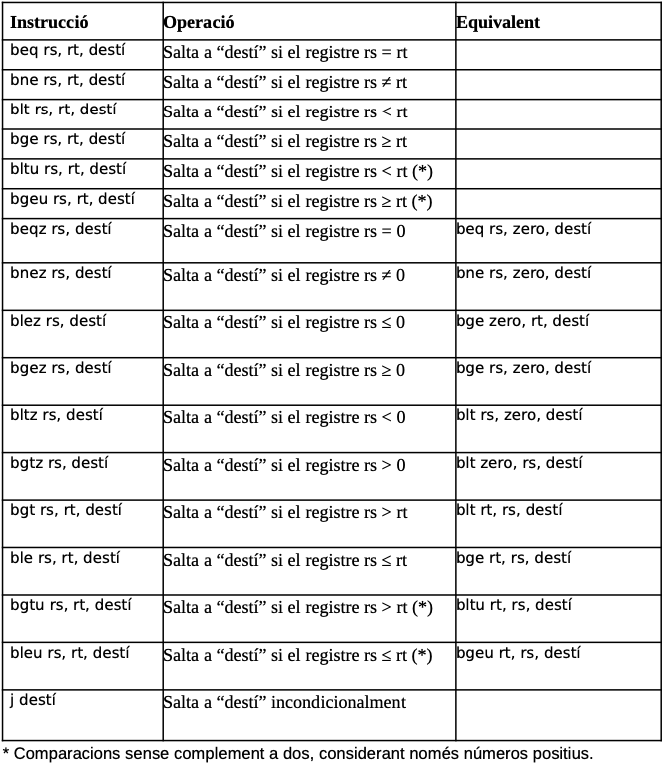 Instrucció Operació Equivalent
beq rs, rt, destí Salta a “destí” si el registre rs = rt
bne rs, rt, destí Salta a “destí” si el registre rs ≠ rt
blt rs, rt, destí Salta a “destí” si el registre rs < rt
bge rs, rt, destí Salta a “destí” si el registre rs ≥ rt
bltu rs, rt, destí Salta a “destí” si el registre rs < rt (*)
bgeu rs, rt, destí Salta a “destí” si el registre rs ≥ rt (*)
beqz rs, destí Salta a “destí” si el registre rs = 0 beq rs, zero, destí
bnez rs, destí Salta a “destí” si el registre rs ≠ 0 bne rs, zero, destí
blez rs, destí Salta a “destí” si el registre rs ≤ 0 bge zero, rt, destí
bgez rs, destí Salta a “destí” si el registre rs ≥ 0 bge rs, zero, destí
bltz rs, destí Salta a “destí” si el registre rs < 0 blt rs, zero, destí
bgtz rs, destí Salta a “destí” si el registre rs > 0 blt zero, rs, destí
bgt rs, rt, destí Salta a “destí” si el registre rs > rt blt rt, rs, destí
ble rs, rt, destí Salta a “destí” si el registre rs ≤ rt bge rt, rs, destí
bgtu rs, rt, destí Salta a “destí” si el registre rs > rt (*) bltu rt, rs, destí
bleu rs, rt, destí Salta a “destí” si el registre rs ≤ rt (*) bgeu rt, rs, destí
j destí Salta a “destí” incondicionalment
* Comparacions sense complement a dos, considerant només números positius.